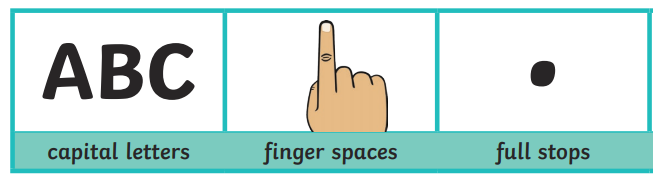 ABC
capital letters
finger spaces
.
full stops